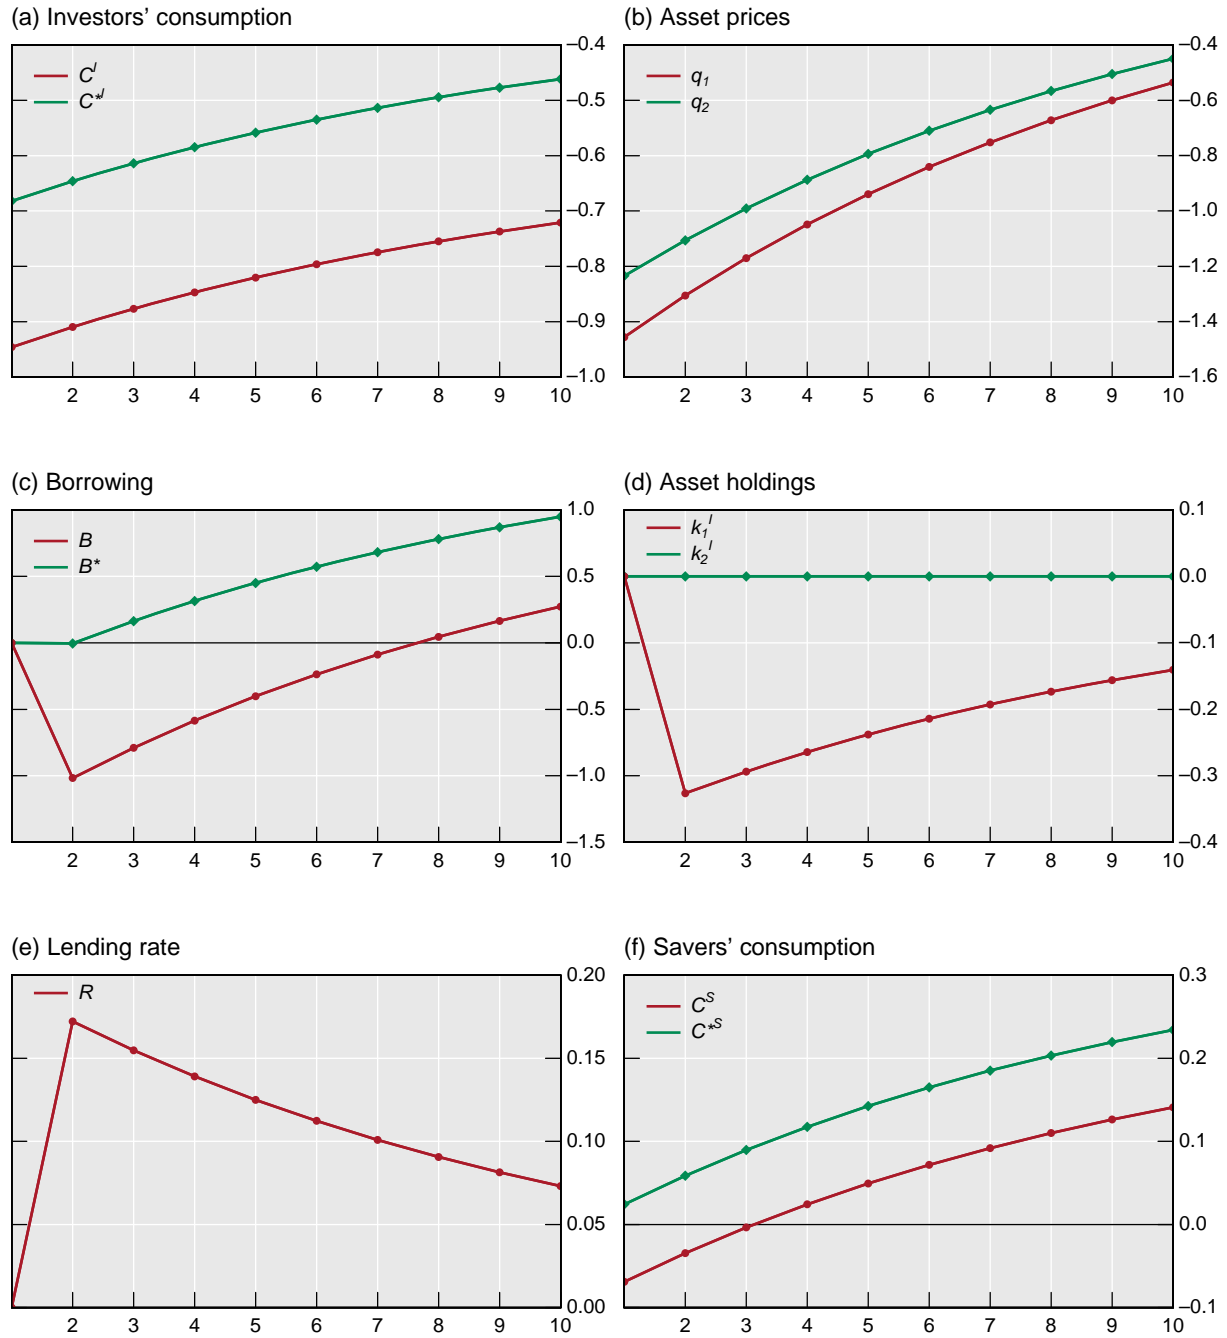 (a) Investors’ consumption
C^I
C*^I
–0.4
–0.5
–0.6
–0.7
–0.8
–0.9
–1.0
2 3 4 5 6 7 8 9 10
(b) Asset prices
q₁
q₂
–0.4
–0.6
–0.8
–1.0
–1.2
–1.4
–1.6
2 3 4 5 6 7 8 9 10
(c) Borrowing
B
B*
1.0
0.5
0.0
–0.5
–1.0
–1.5
2 3 4 5 6 7 8 9 10
(d) Asset holdings
k₁^I
k₂^I
0.1
0.0
–0.1
–0.2
–0.3
–0.4
2 3 4 5 6 7 8 9 10
(e) Lending rate
R
0.20
0.15
0.10
0.05
0.00
2 3 4 5 6 7 8 9 10
(f) Savers’ consumption
C^S
C*^S
0.3
0.2
0.1
0.0
–0.1
2 3 4 5 6 7 8 9 10